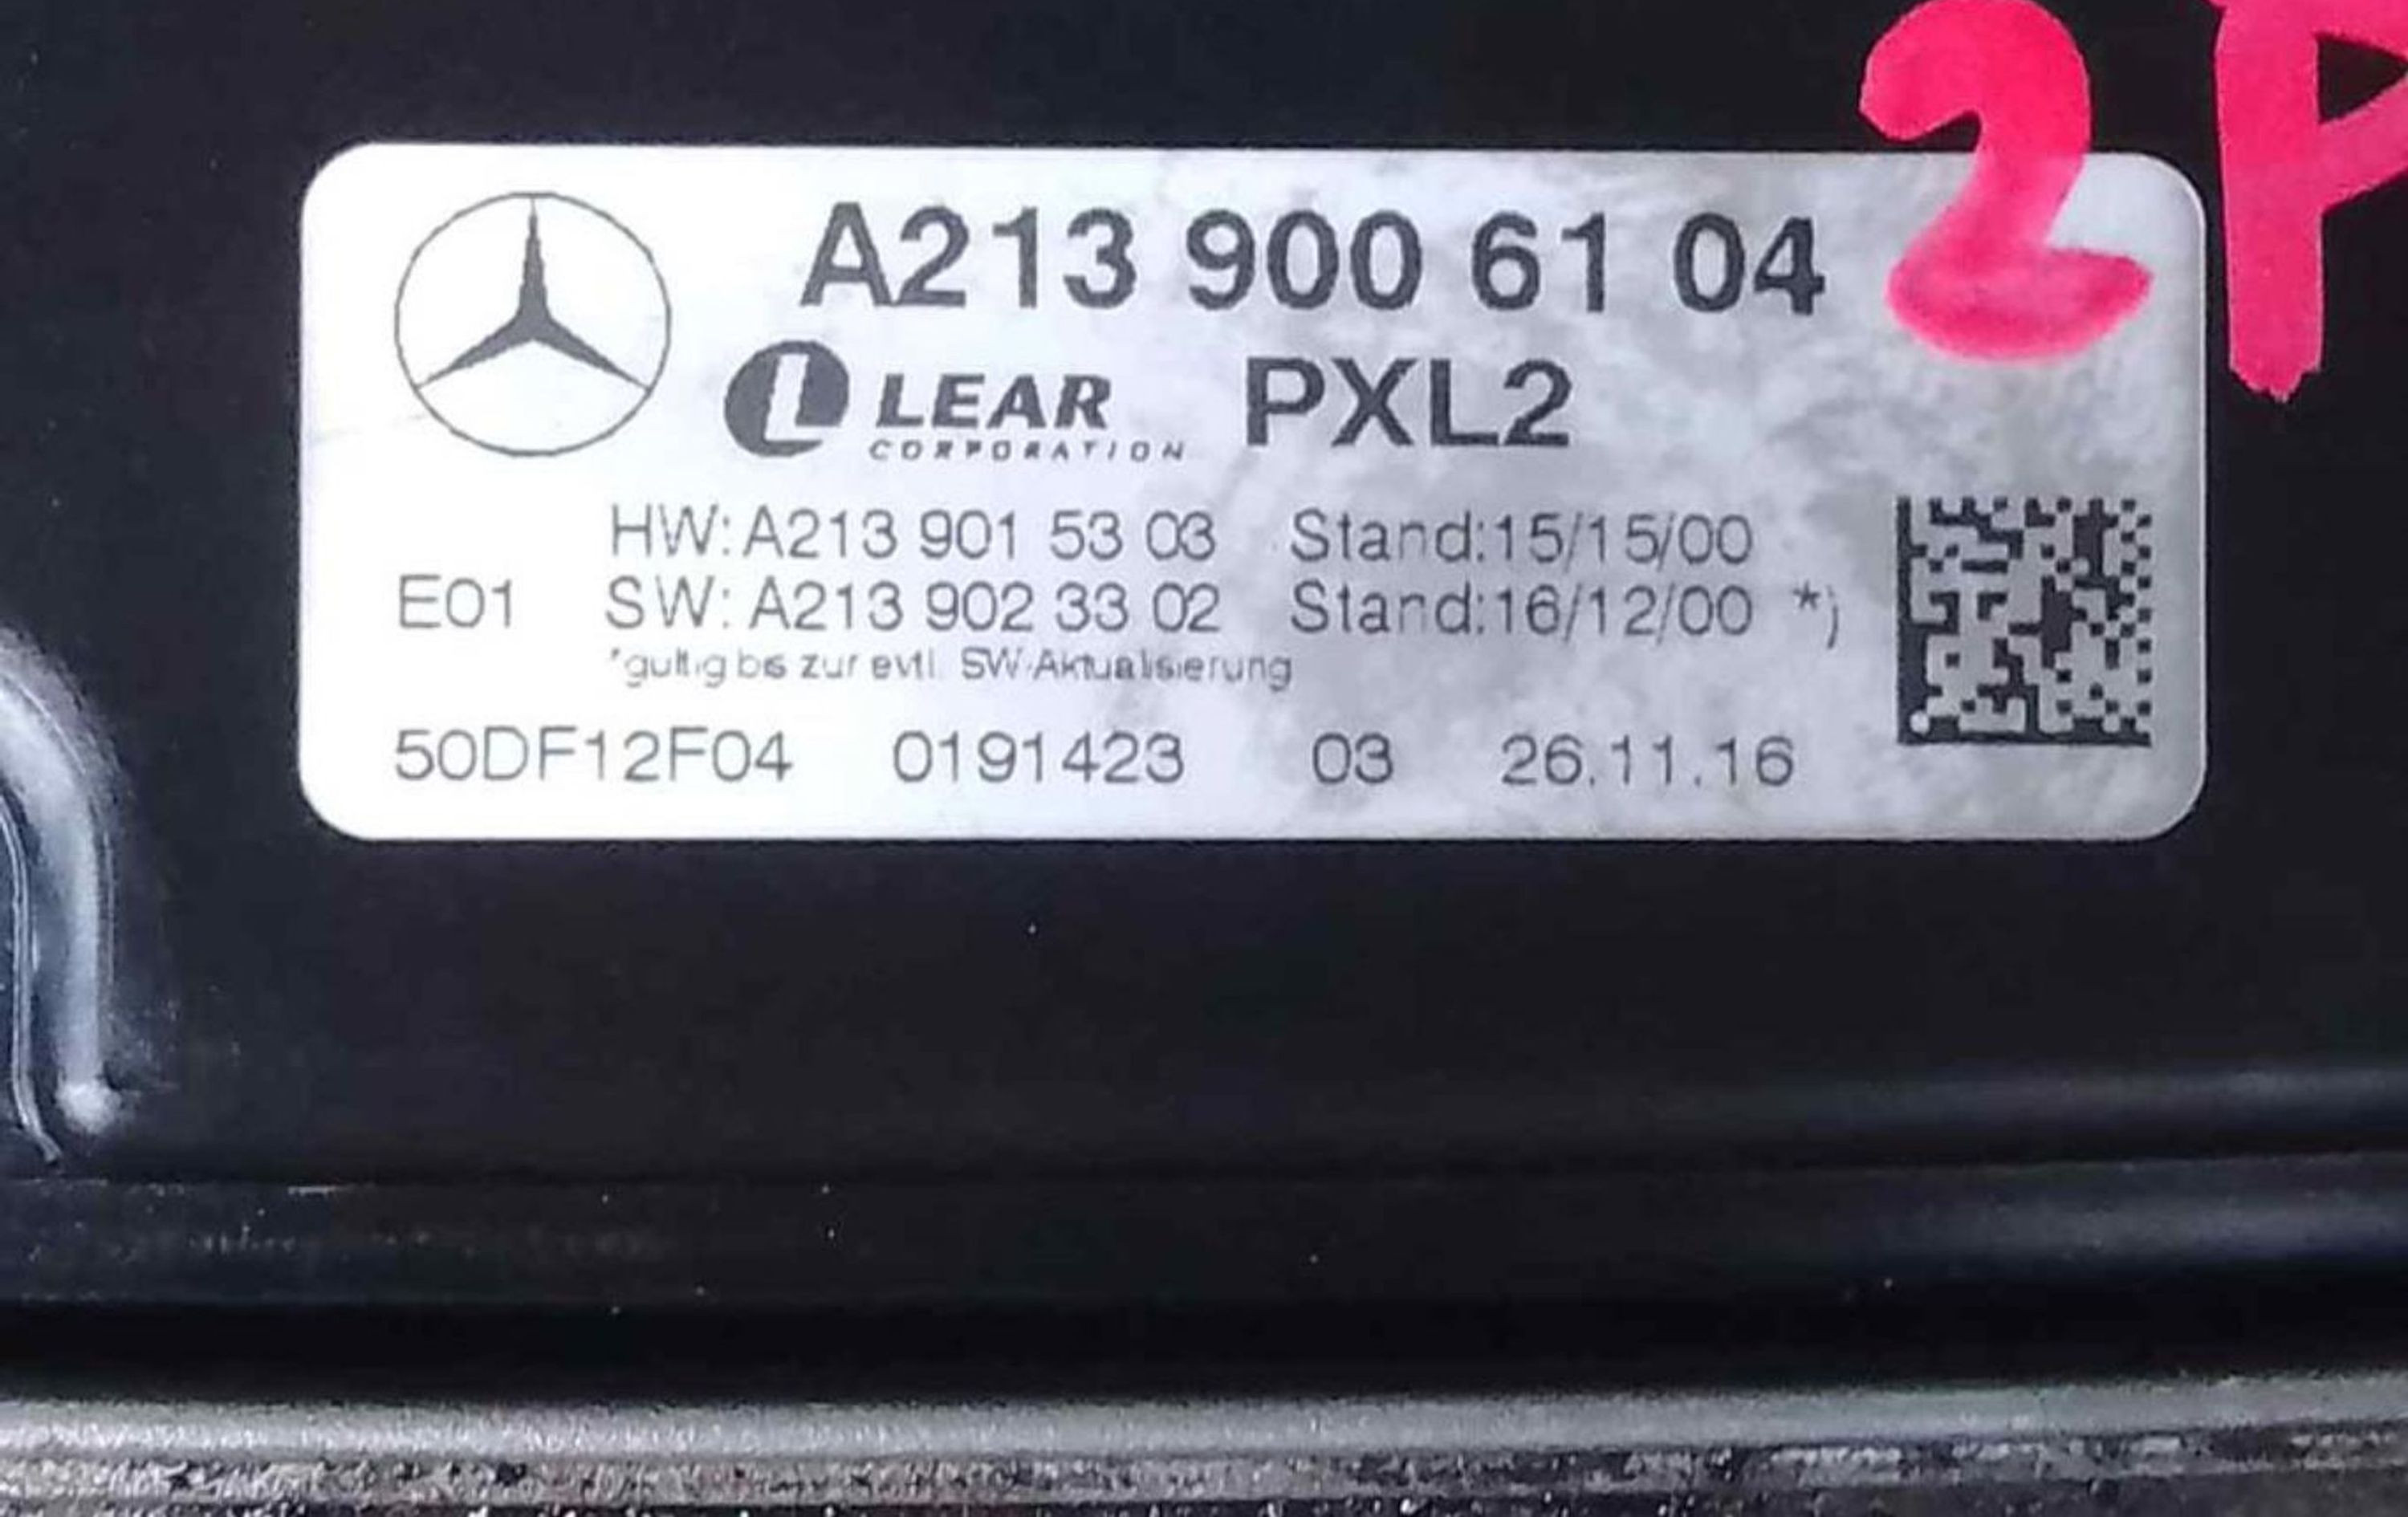 2P
A213 900 61 04
L LEAR CORPORATION PXL2
HW: A213 901 53 03 Stand:15/15/00
E01 SW: A213 902 33 02 Stand:16/12/00 *)
*gultig bis zur evtl. SW-Aktualisierung
50DF12F04 0191423 03 26.11.16